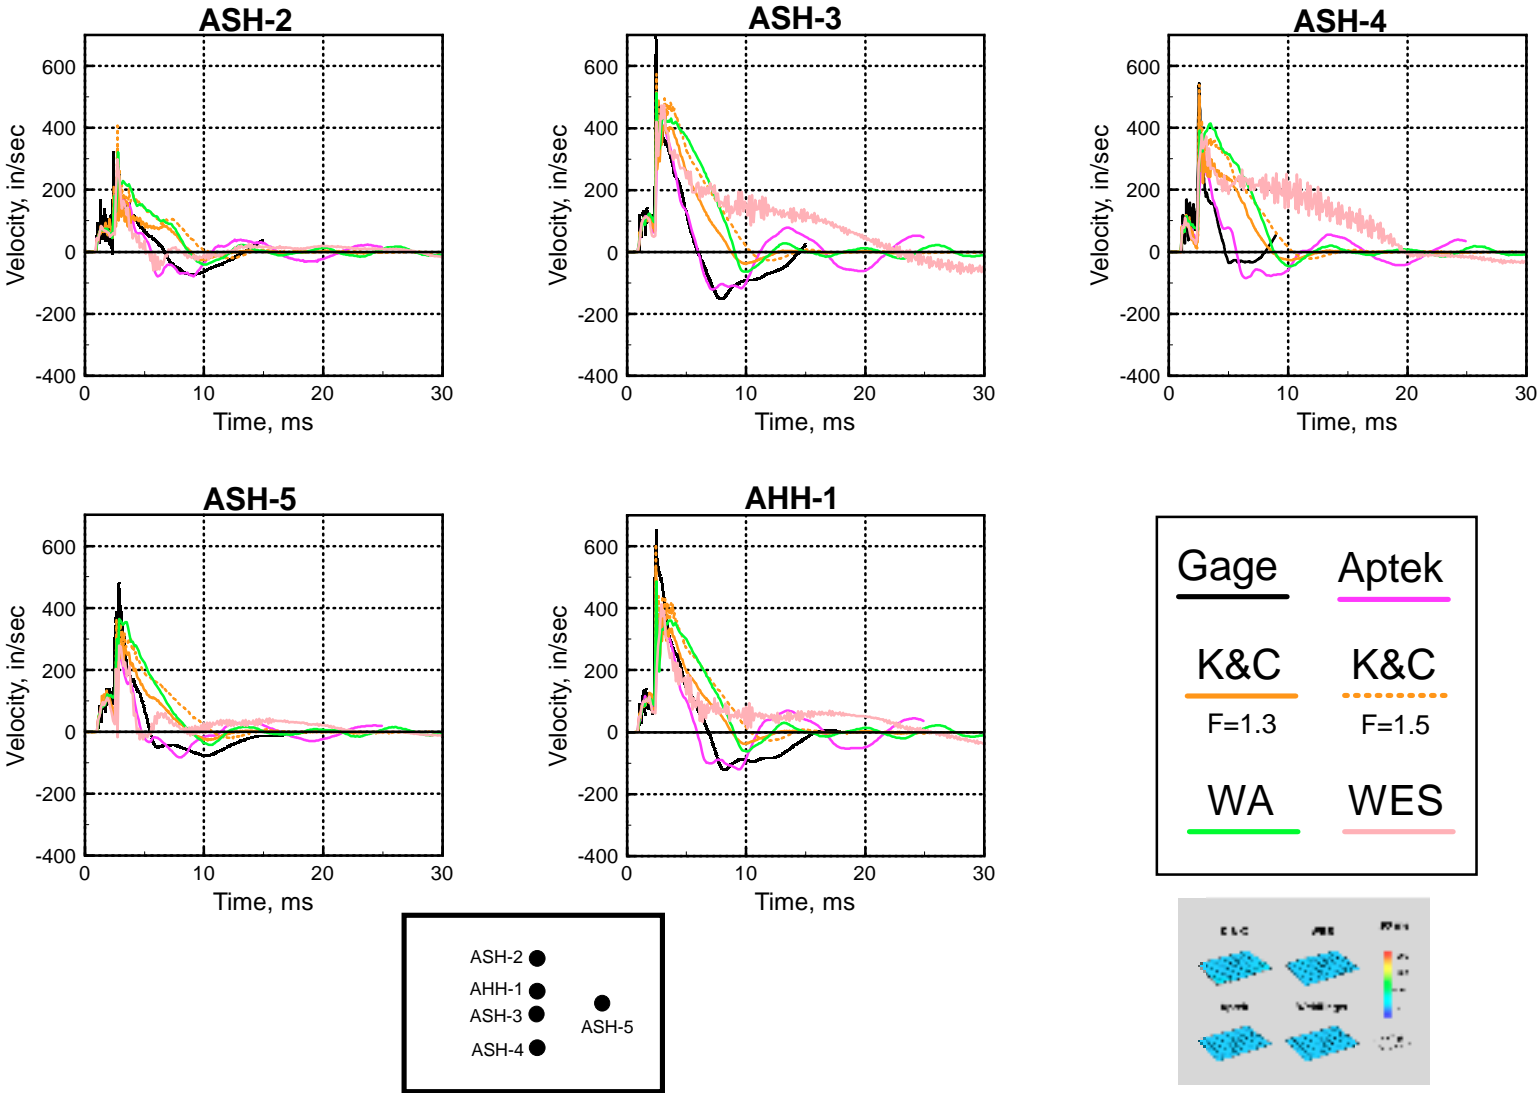 ASH-2
ASH-3
ASH-4
Velocity, in/sec
600
400
200
0
-200
-400
0
10
20
30
Time, ms
Velocity, in/sec
600
400
200
0
-200
-400
0
10
20
30
Time, ms
Velocity, in/sec
600
400
200
0
-200
-400
0
10
20
30
Time, ms
ASH-5
AHH-1
Velocity, in/sec
600
400
200
0
-200
-400
0
10
20
30
Time, ms
Velocity, in/sec
600
400
200
0
-200
-400
0
10
20
30
Time, ms
Gage
Aptek
K&C
F=1.3
K&C
F=1.5
WA
WES
ASH-2
AHH-1
ASH-3
ASH-4
ASH-5